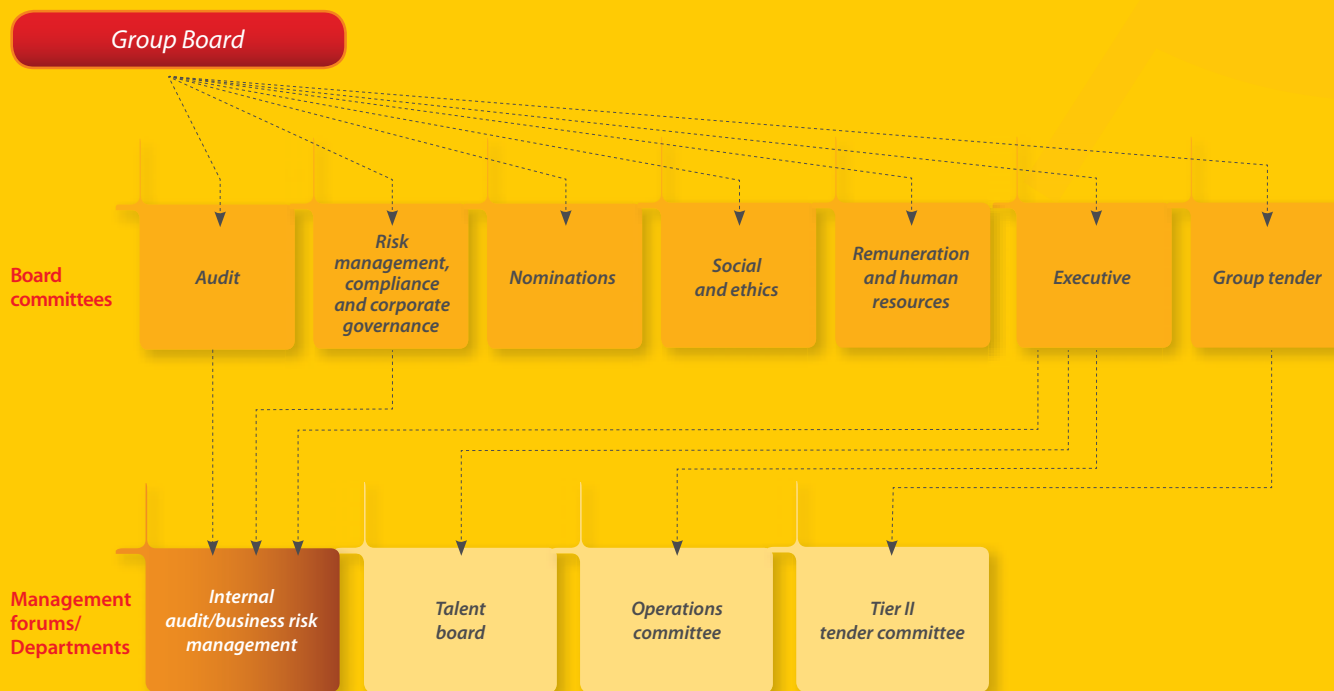 Group Board
Board
committees
Audit
Risk
management,
compliance
and corporate
governance
Nominations
Social
and ethics
Remuneration
and human
resources
Executive
Group tender
Management
forums/
Departments
Internal
audit/business risk
management
Talent
board
Operations
committee
Tier II
tender committee